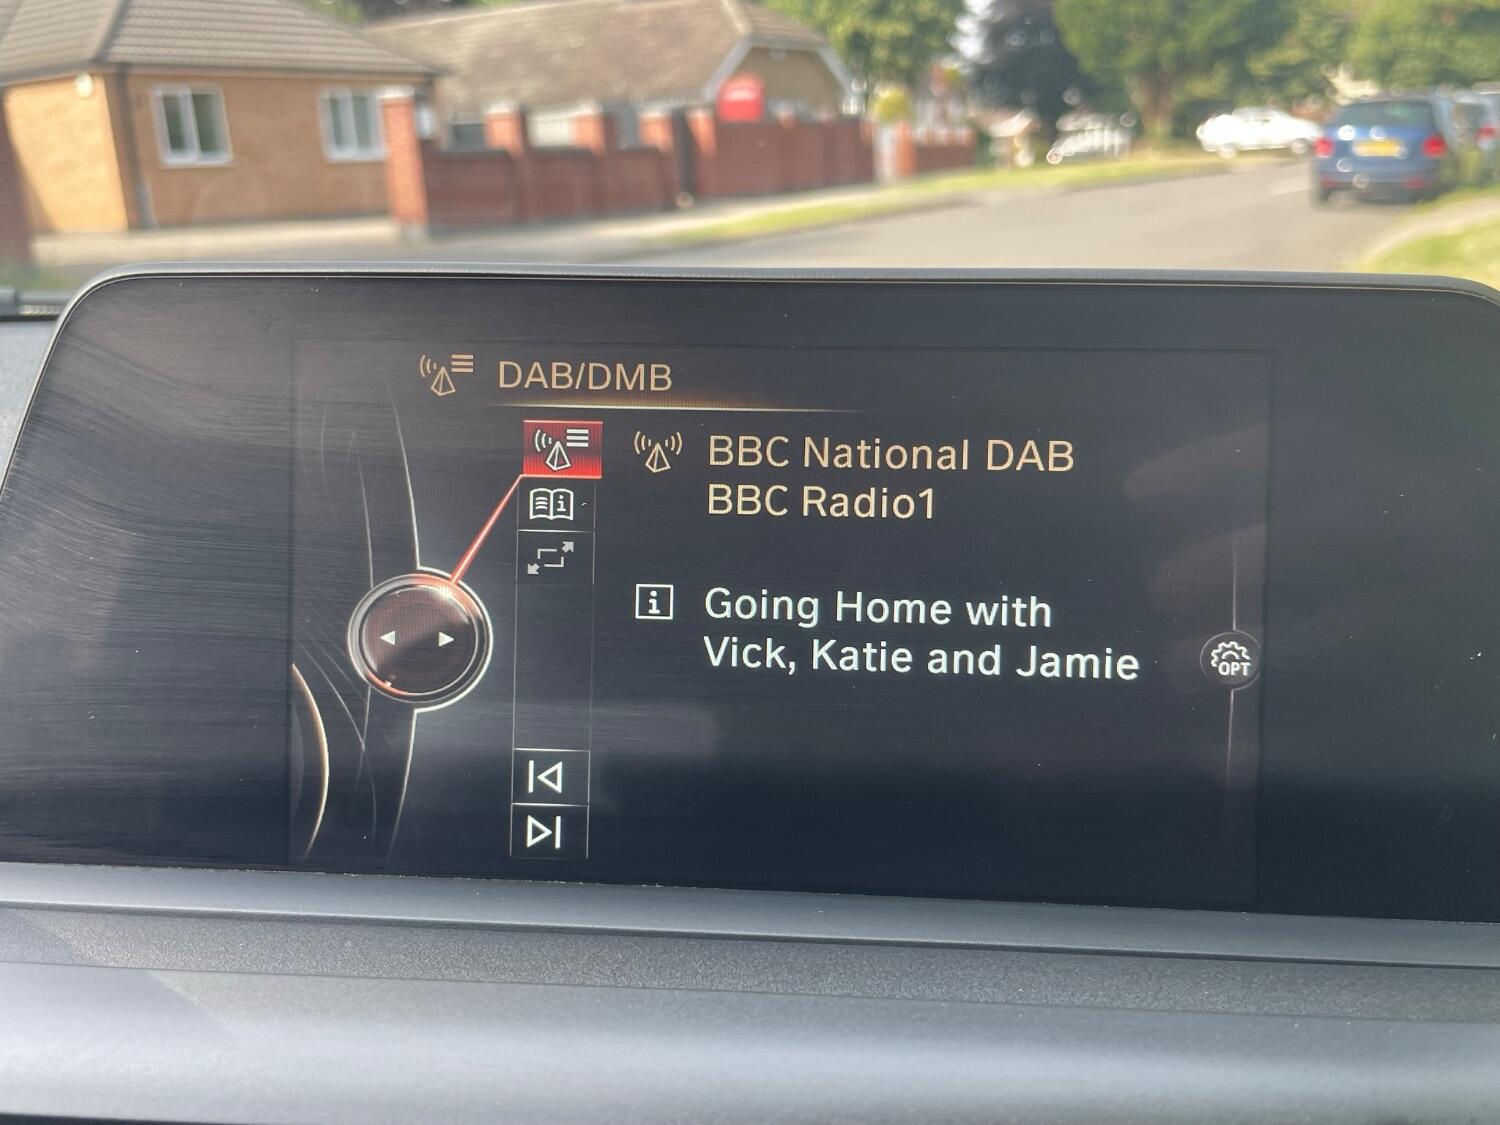 DAB/DMB
BBC National DAB
BBC Radio1
i Going Home with
Vick, Katie and Jamie
OPT